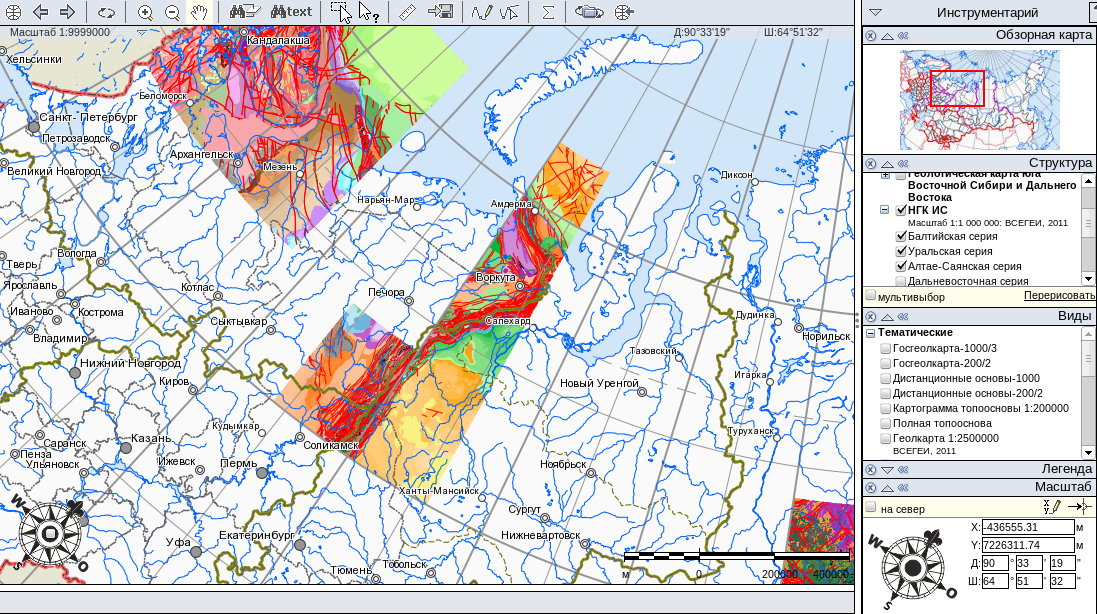 text
?
Инструментарий
Масштаб 1:9999000
Д:90°33'19"
Ш:64°51'32"
Обзорная карта
Кандалакша
Хельсинки
Беломорск
Санкт-Петербург
Петрозаводск
Архангельск
Мезень
Великий Новгород
Нарьян-Мар
Амдерма
Диксон
Структура
Геологическая карта юга
Восточной Сибири и Дальнего
Востока
НГК ИС
Масштаб 1:1 000 000: ВСЕГЕИ, 2011
Балтийская серия
Уральская серия
Алтае-Саянская серия
Дальневосточная серия
мультивыбор
Перерисовать
Вологда
Тверь
Ярославль
Котлас
Печора
Воркута
Иваново
Кострома
Сыктывкар
Салехард
Владимир
Дудинка
Норильск
Тазовский
Нижний Новгород
Киров
Новый Уренгой
Игарка
Кудымкар
Соликамск
Туруханск
Саранск
Казань
Пенза
Ульяновск
Ижевск
Пермь
Ноябрьск
Ханты-Мансийск
Сургут
Нижневартовск
Уфа
Екатеринбург
Тюмень
Тобольск
W
N
S
O
м
0
200000
400000
Виды
Тематические
Госгеолкарта-1000/3
Госгеолкарта-200/2
Дистанционные основы-1000
Дистанционные основы-200/2
Картограмма топоосновы 1:200000
Полная топооснова
Геолкарта 1:2500000
ВСЕГЕИ, 2011
Легенда
Масштаб
на север
X: -436555.31 м
Y: 7226311.74 м
Д: 90 ° 33 ' 19 "
Ш: 64 ° 51 ' 32 "
W
N
S
O